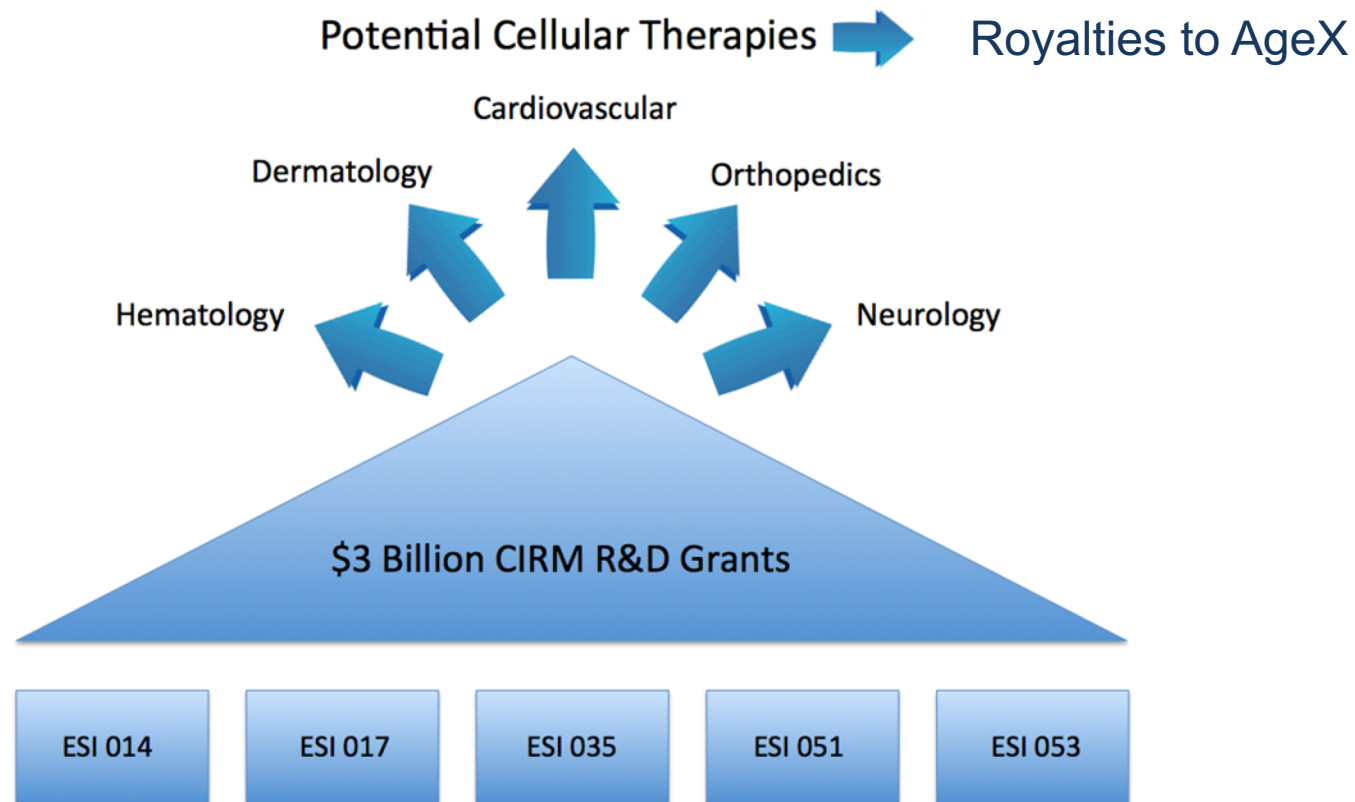 Potential Cellular Therapies
Royalties to AgeX
Cardiovascular
Dermatology
Orthopedics
Hematology
Neurology
$3 Billion CIRM R&D Grants
ESI 014
ESI 017
ESI 035
ESI 051
ESI 053